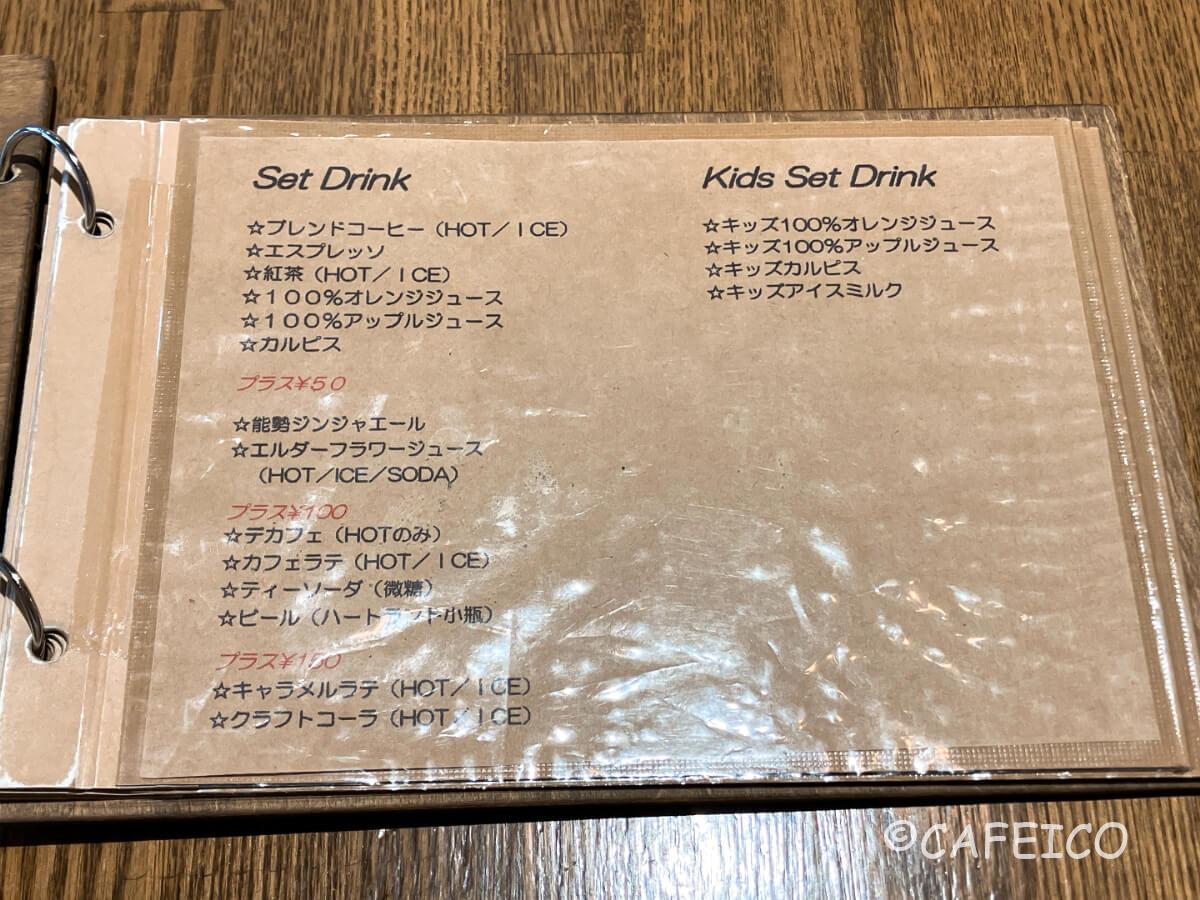 Set Drink
☆ブレンドコーヒー（HOT／ICE）
☆エスプレッソ
☆紅茶（HOT／ICE）
☆１００％オレンジジュース
☆１００％アップルジュース
☆カルピス
プラス¥５０
☆能勢ジンジャエール
☆エルダーフラワージュース
（HOT／ICE／SODA）
プラス¥100
☆デカフェ（HOTのみ）
☆カフェラテ（HOT／ICE）
☆ティーソーダ（微糖）
☆ビール（ハートランド小瓶）
プラス¥150
☆キャラメルラテ（HOT／ICE）
☆クラフトコーラ（HOT／ICE）
Kids Set Drink
☆キッズ100%オレンジジュース
☆キッズ100%アップルジュース
☆キッズカルピス
☆キッズアイスミルク
©CAFEICO